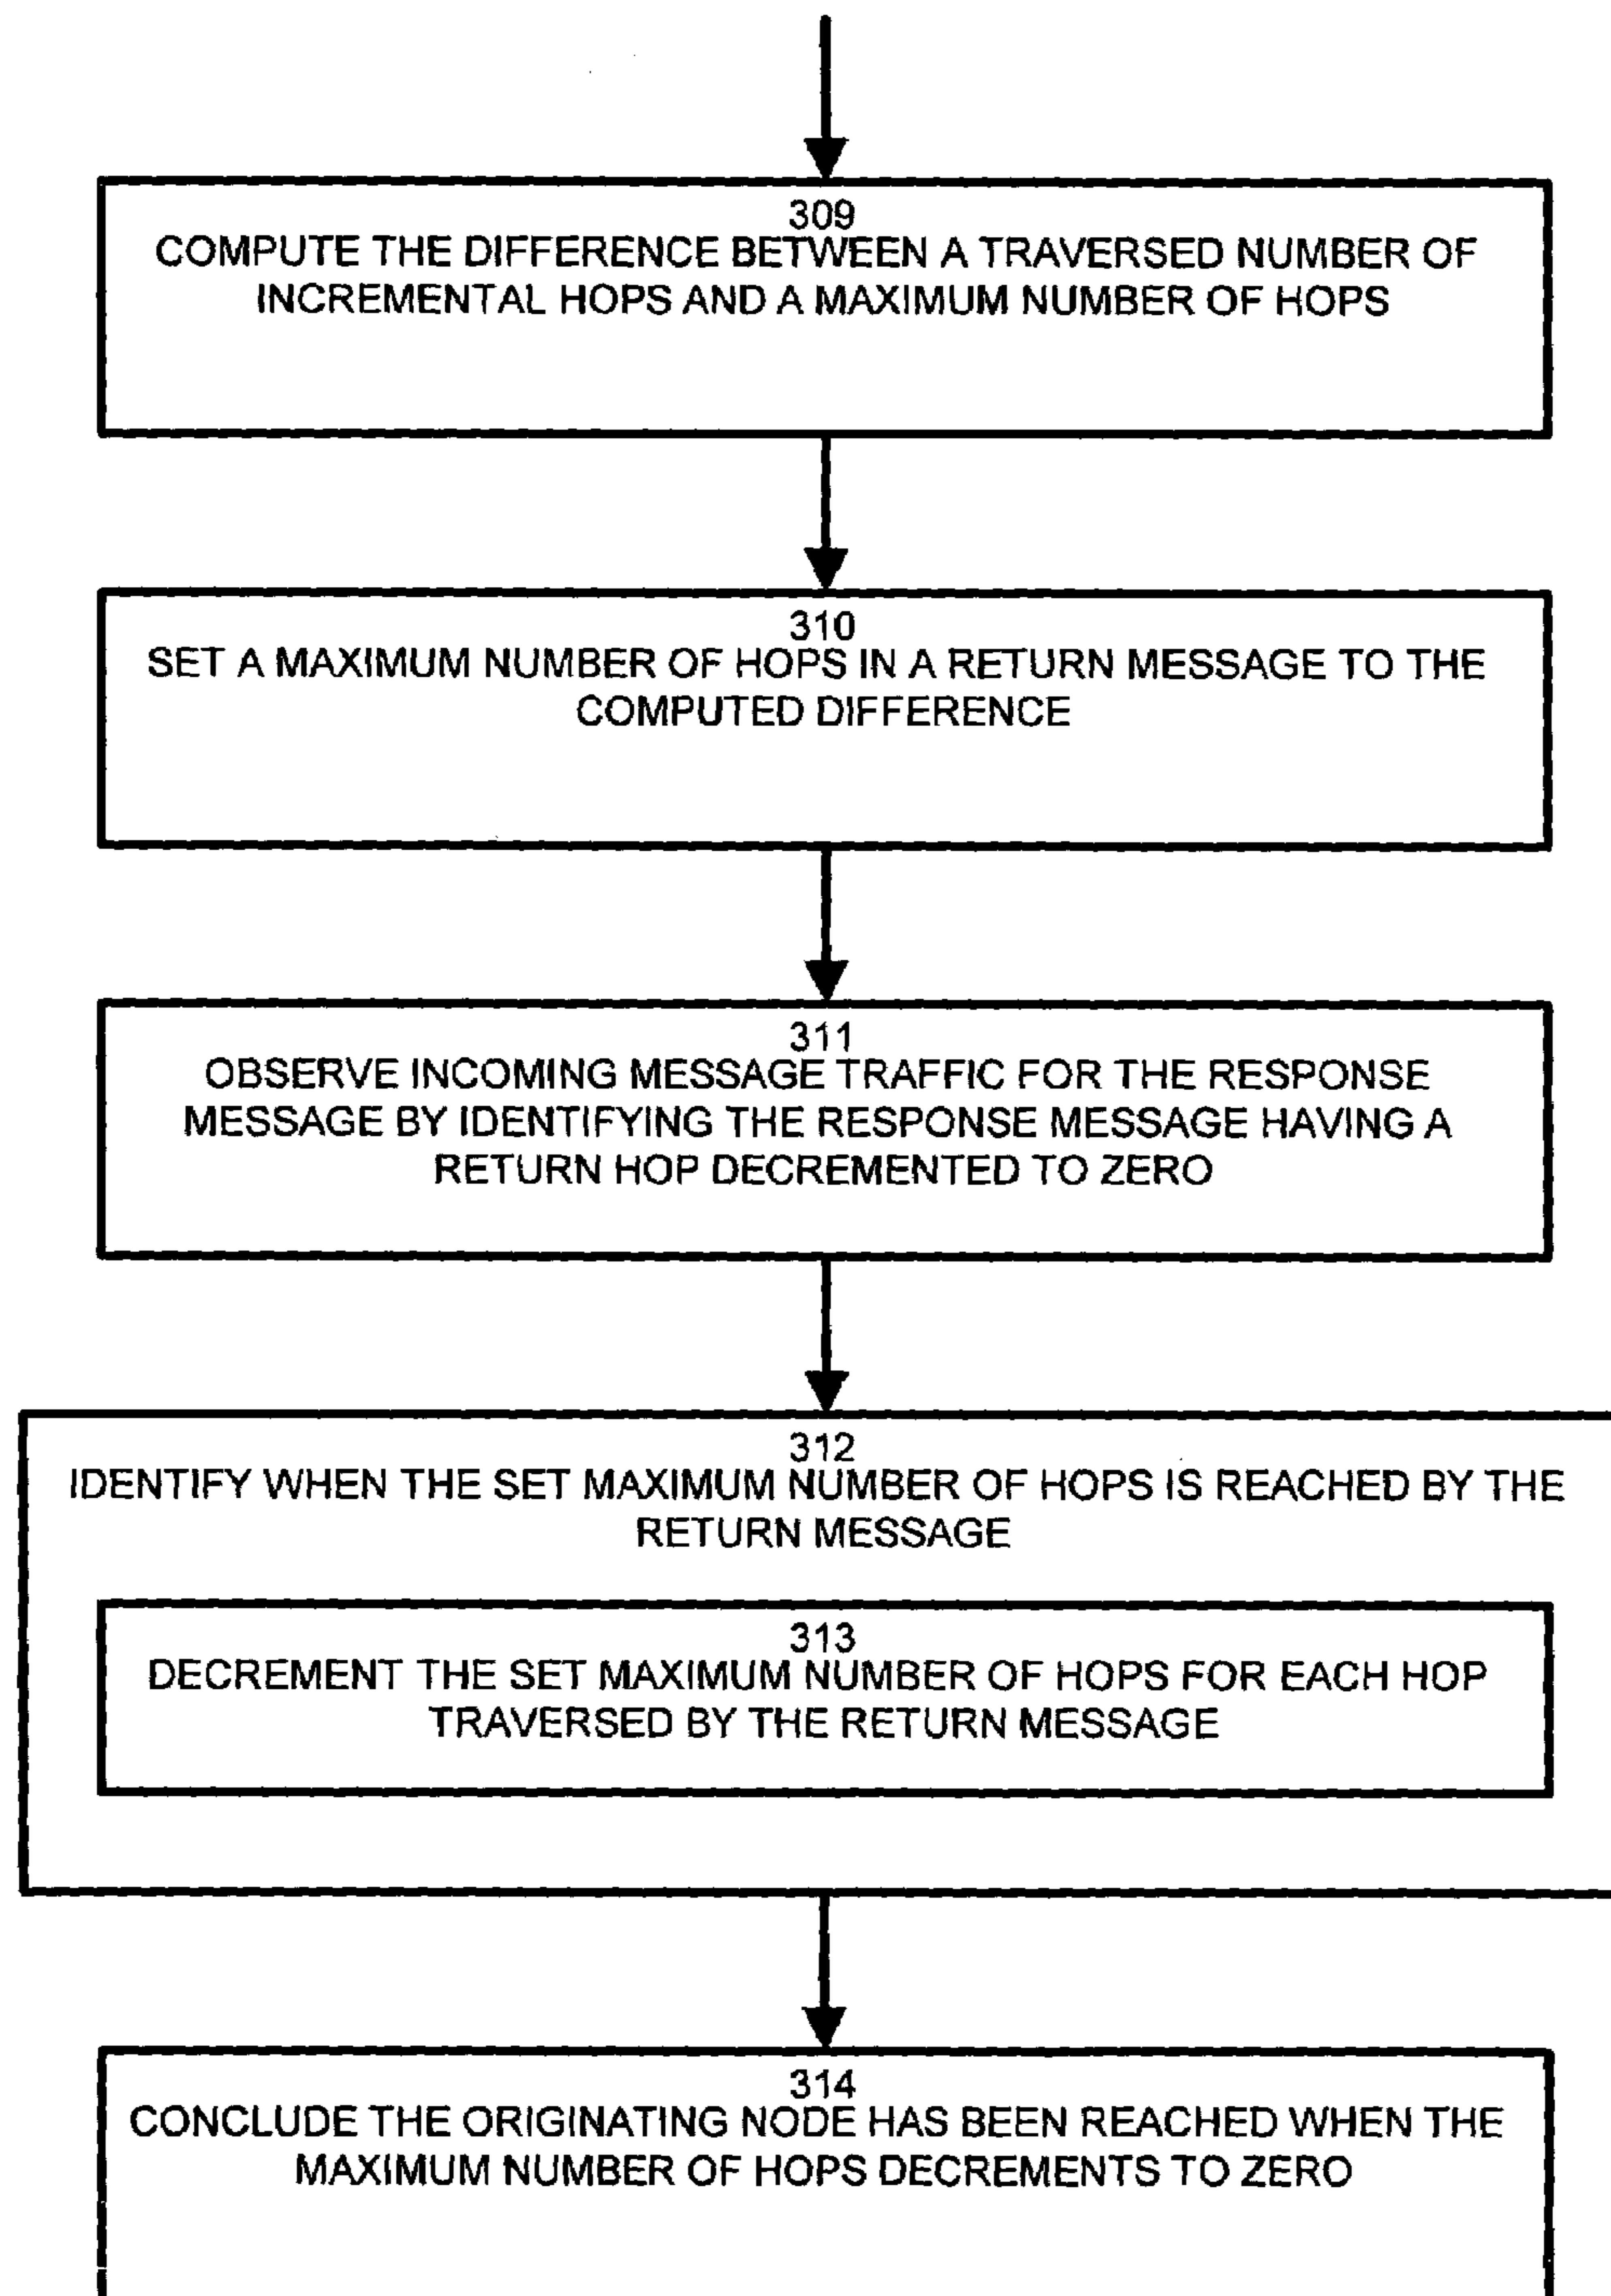 309
COMPUTE THE DIFFERENCE BETWEEN A TRAVERSED NUMBER OF
INCREMENTAL HOPS AND A MAXIMUM NUMBER OF HOPS
310
SET A MAXIMUM NUMBER OF HOPS IN A RETURN MESSAGE TO THE
COMPUTED DIFFERENCE
311
OBSERVE INCOMING MESSAGE TRAFFIC FOR THE RESPONSE
MESSAGE BY IDENTIFYING THE RESPONSE MESSAGE HAVING A
RETURN HOP DECREMENTED TO ZERO
312
IDENTIFY WHEN THE SET MAXIMUM NUMBER OF HOPS IS REACHED BY THE
RETURN MESSAGE
313
DECREMENT THE SET MAXIMUM NUMBER OF HOPS FOR EACH HOP
TRAVERSED BY THE RETURN MESSAGE
314
CONCLUDE THE ORIGINATING NODE HAS BEEN REACHED WHEN THE
MAXIMUM NUMBER OF HOPS DECREMENTS TO ZERO